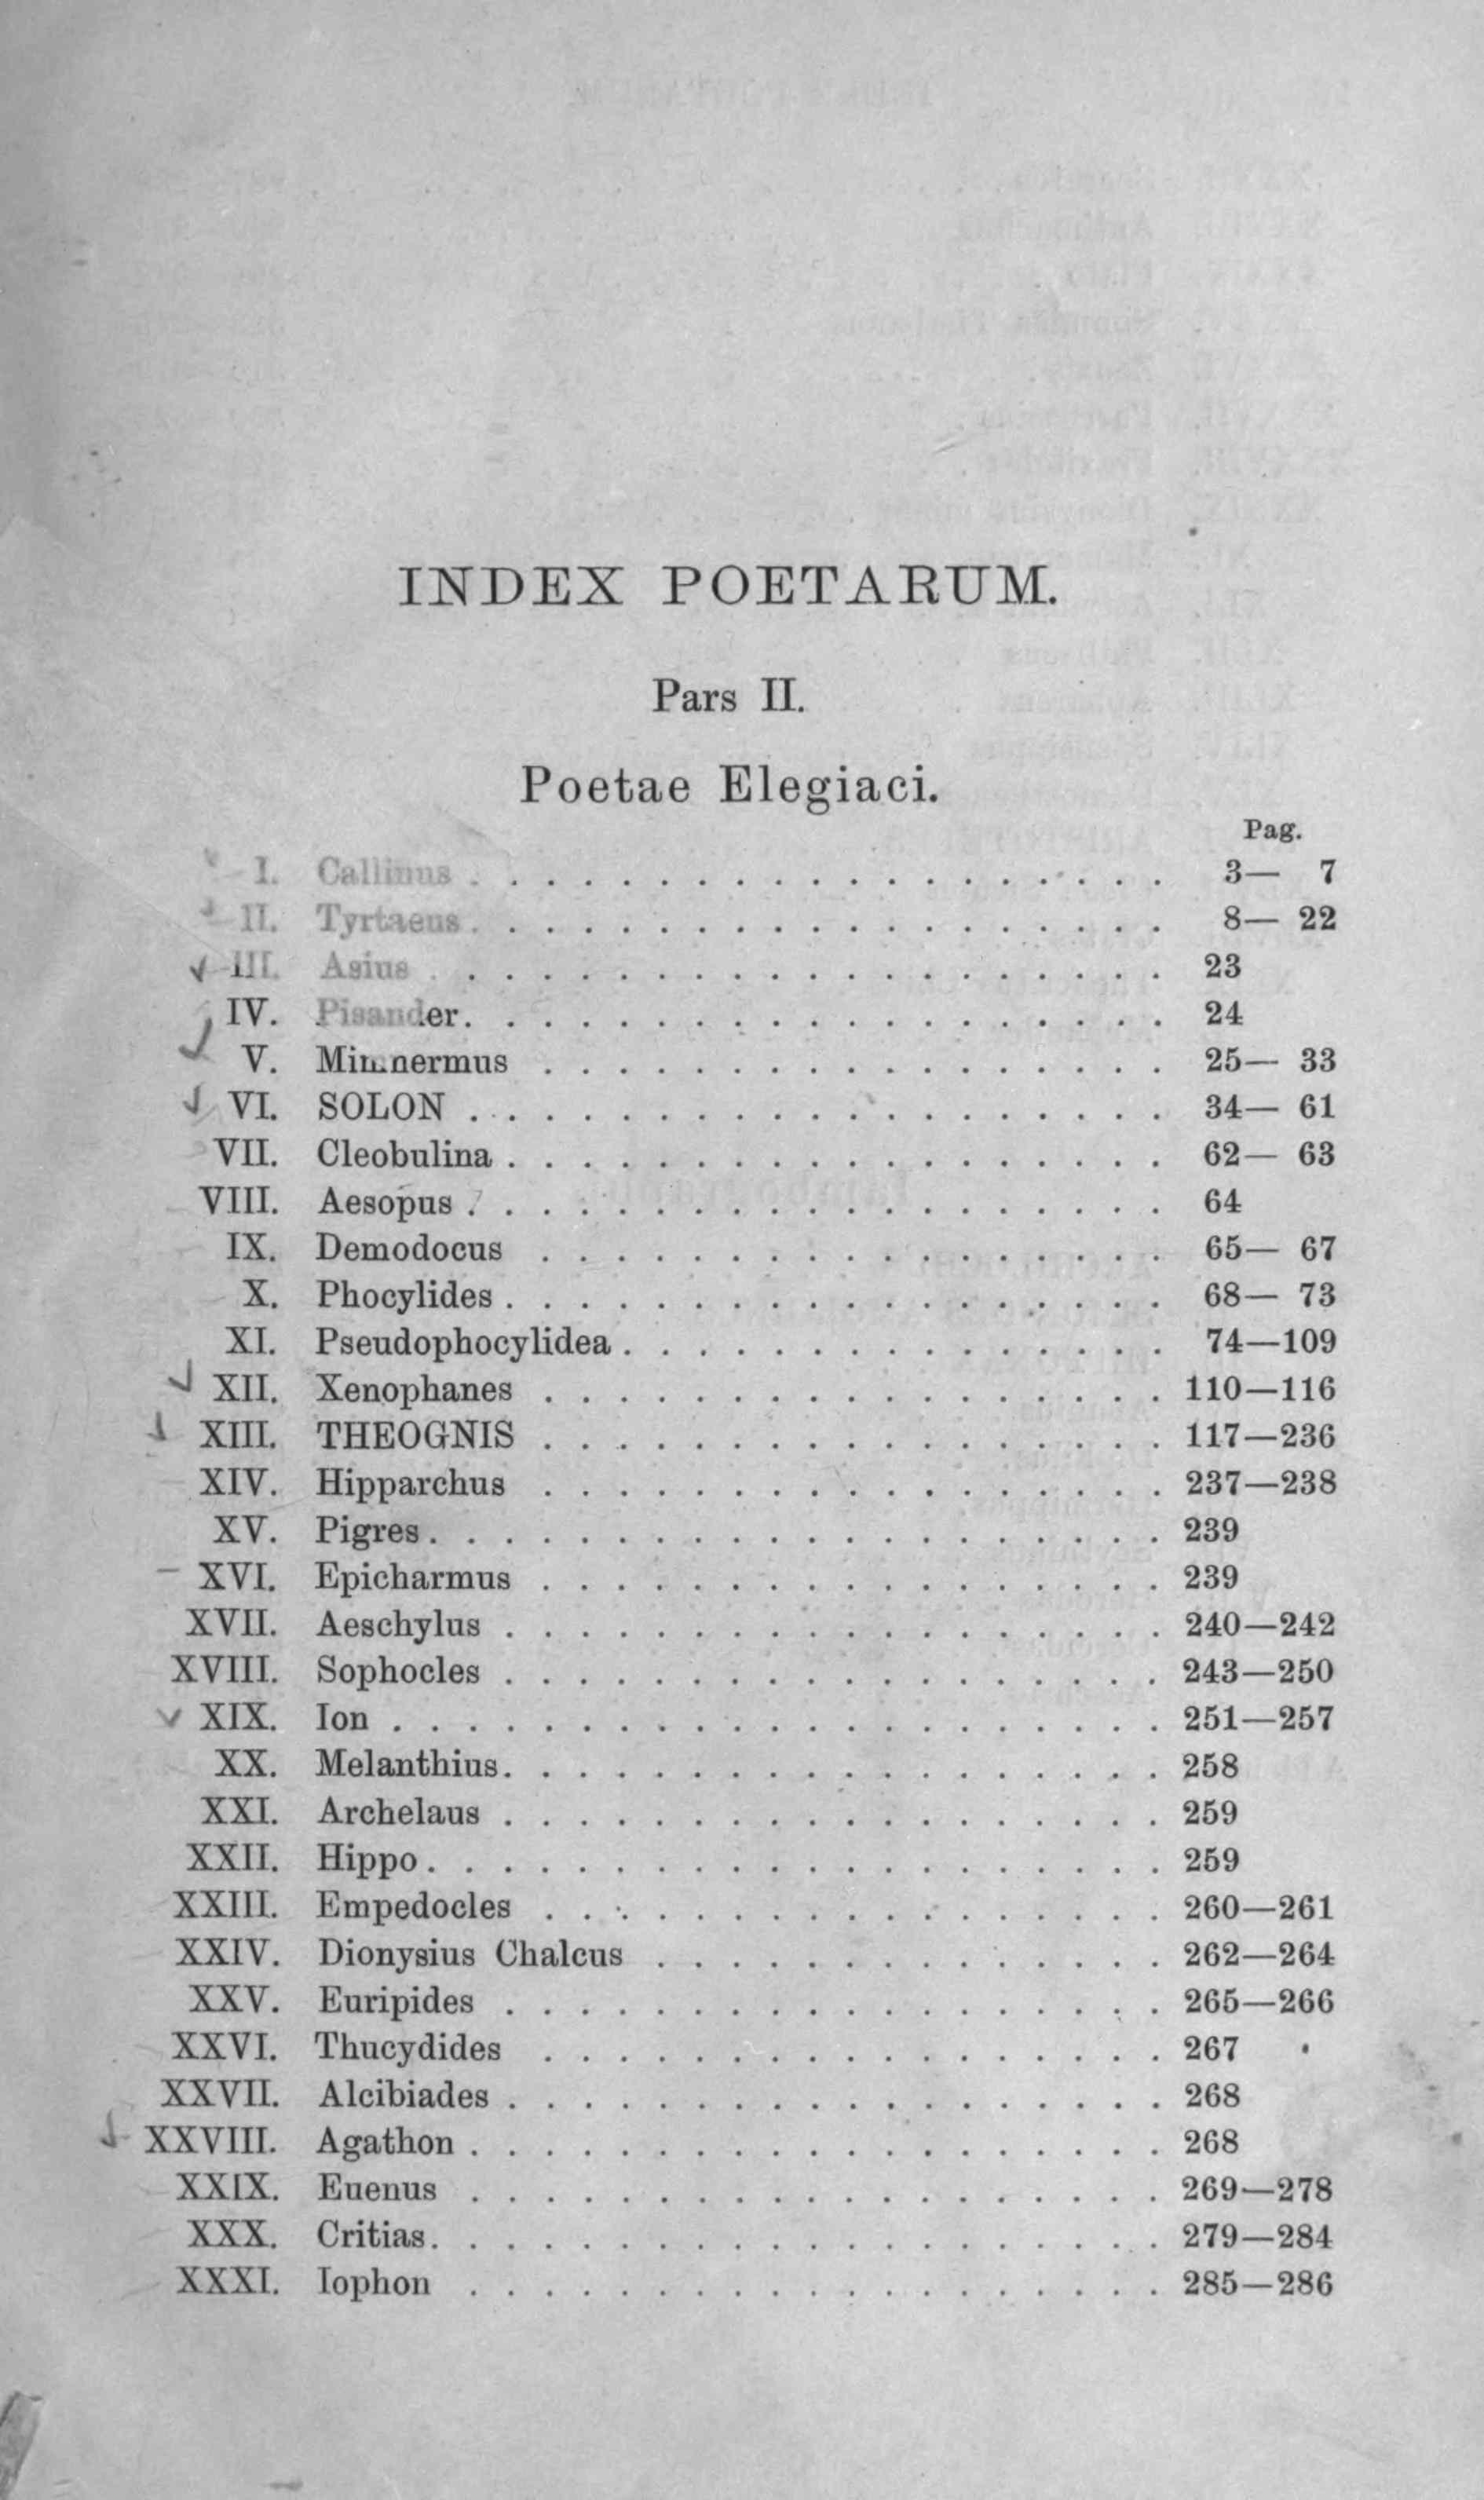 INDEX POETARUM.
Pars II.
Poetae Elegiaci.
Pag.
I. Callinus . . . . . . . . . . . . . . . . . . . 3— 7
II. Tyrtaeus . . . . . . . . . . . . . . . . . . . 8— 22
III. Asius . . . . . . . . . . . . . . . . . . . . 23
IV. Pisander. . . . . . . . . . . . . . . . . . . 24
V. Mimnermus . . . . . . . . . . . . . . . . . 25— 33
VI. SOLON . . . . . . . . . . . . . . . . . . . 34— 61
VII. Cleobulina . . . . . . . . . . . . . . . . . . 62— 63
VIII. Aesopus . . . . . . . . . . . . . . . . . . . 64
IX. Demodocus . . . . . . . . . . . . . . . . . 65— 67
X. Phocylides . . . . . . . . . . . . . . . . . . 68— 73
XI. Pseudophocylidea . . . . . . . . . . . . . . . 74—109
XII. Xenophanes . . . . . . . . . . . . . . . . . 110—116
XIII. THEOGNIS . . . . . . . . . . . . . . . . . 117—236
XIV. Hipparchus . . . . . . . . . . . . . . . . . 237—238
XV. Pigres . . . . . . . . . . . . . . . . . . . . 239
XVI. Epicharmus . . . . . . . . . . . . . . . . . 239
XVII. Aeschylus . . . . . . . . . . . . . . . . . . 240—242
XVIII. Sophocles . . . . . . . . . . . . . . . . . . 243—250
XIX. Ion . . . . . . . . . . . . . . . . . . . . . 251—257
XX. Melanthius. . . . . . . . . . . . . . . . . . 258
XXI. Archelaus . . . . . . . . . . . . . . . . . . 259
XXII. Hippo . . . . . . . . . . . . . . . . . . . . 259
XXIII. Empedocles . . . . . . . . . . . . . . . . . 260—261
XXIV. Dionysius Chalcus . . . . . . . . . . . . . . 262—264
XXV. Euripides . . . . . . . . . . . . . . . . . . 265—266
XXVI. Thucydides . . . . . . . . . . . . . . . . . 267
XXVII. Alcibiades . . . . . . . . . . . . . . . . . . 268
XXVIII. Agathon . . . . . . . . . . . . . . . . . . . 268
XXIX. Euenus . . . . . . . . . . . . . . . . . . . 269—278
XXX. Critias. . . . . . . . . . . . . . . . . . . . 279—284
XXXI. Iophon . . . . . . . . . . . . . . . . . . . 285—286